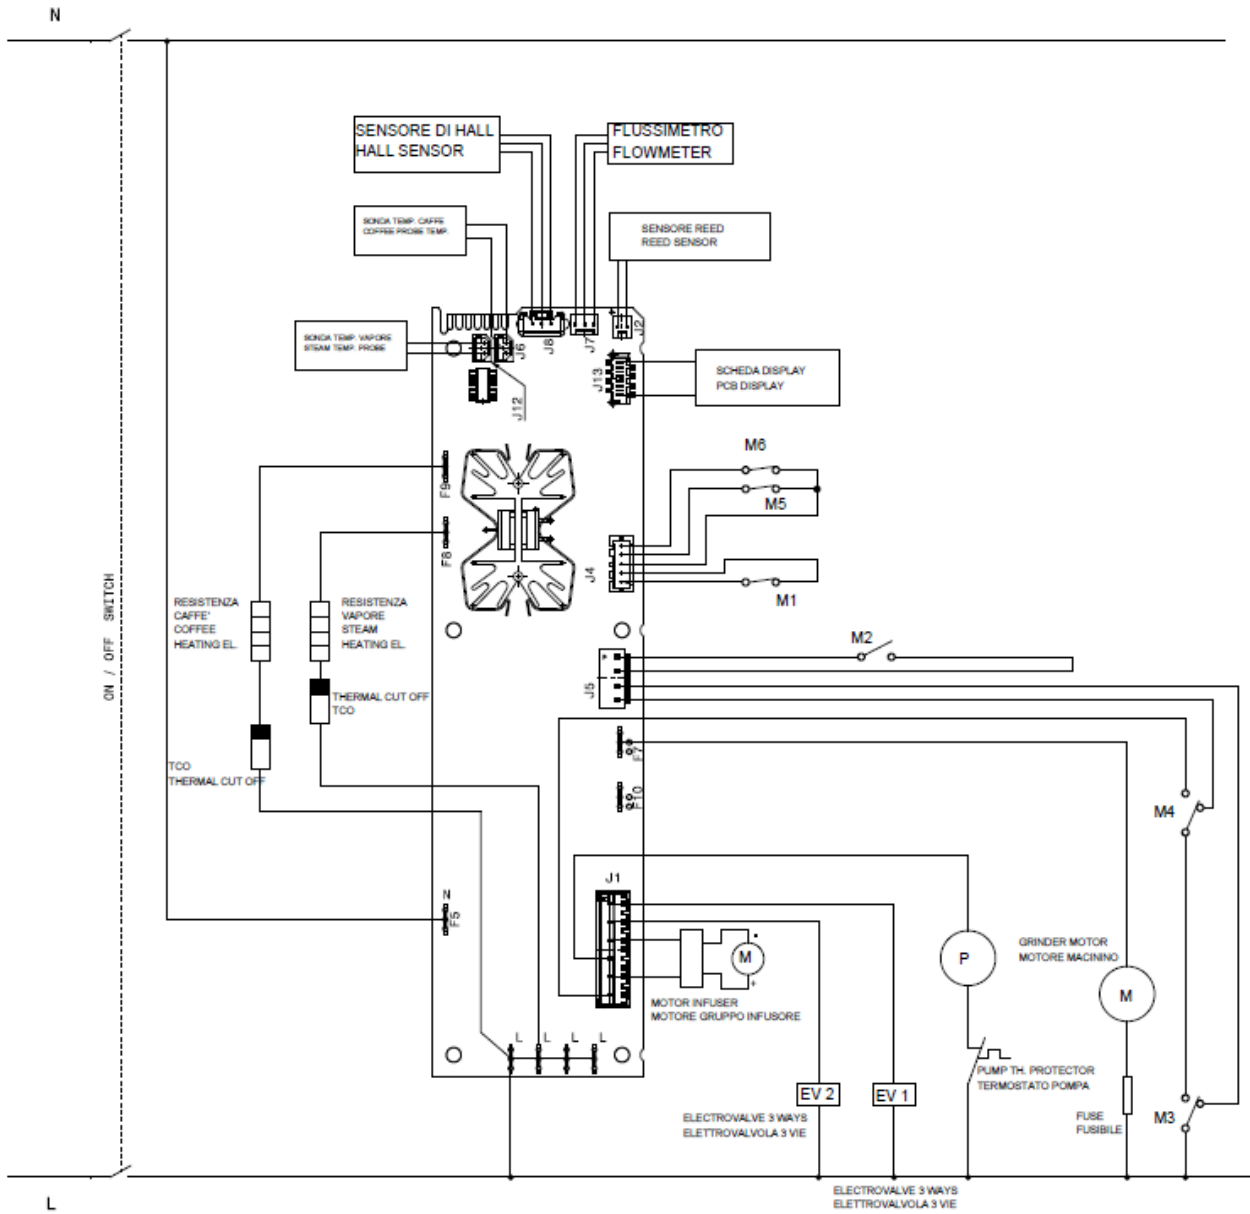 N
SENSORE DI HALL
HALL SENSOR
FLUSSIMETRO
FLOWMETER
SONDA TEMP. CAFFE
COFFEE PROBE TEMP.
SENSORE REED
REED SENSOR
SONDA TEMP. VAPORE
STEAM TEMP. PROBE
J6
J8
J7
J2
SCHEDA DISPLAY
PCB DISPLAY
J13
J12
M6
M5
F9
F8
J4
M1
ON / OFF SWITCH
RESISTENZA
CAFFE'
COFFEE
HEATING EL.
RESISTENZA
VAPORE
STEAM
HEATING EL.
M2
J5
THERMAL CUT OFF
TCO
TCO
THERMAL CUT OFF
F7
F10
M4
J1
N
F5
M
P
GRINDER MOTOR
MOTORE MACININO
M
MOTOR INFUSER
MOTORE GRUPPO INFUSORE
L L L L
PUMP TH. PROTECTOR
TERMOSTATO POMPA
EV 2
EV 1
ELECTROVALVE 3 WAYS
ELETTROVALVOLA 3 VIE
FUSE
FUSIBILE
M3
L
ELECTROVALVE 3 WAYS
ELETTROVALVOLA 3 VIE